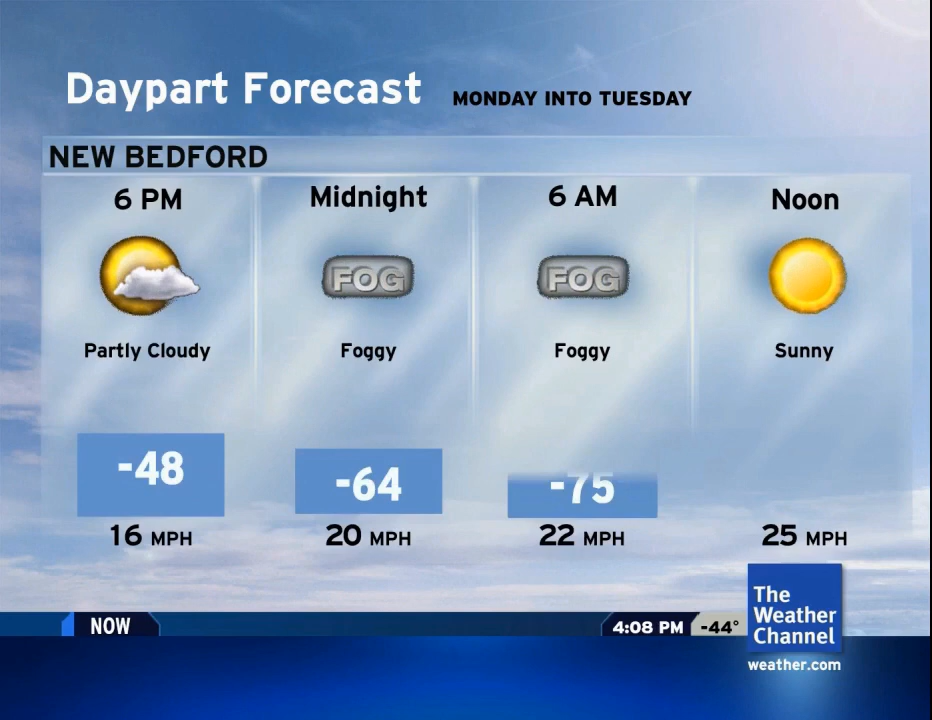 Daypart Forecast MONDAY INTO TUESDAY
NEW BEDFORD
6 PM Midnight 6 AM Noon
FOG FOG
Partly Cloudy Foggy Foggy Sunny
-48 -64 -75
16 MPH 20 MPH 22 MPH 25 MPH
NOW 4:08 PM -44°
The
Weather
Channel
weather.com